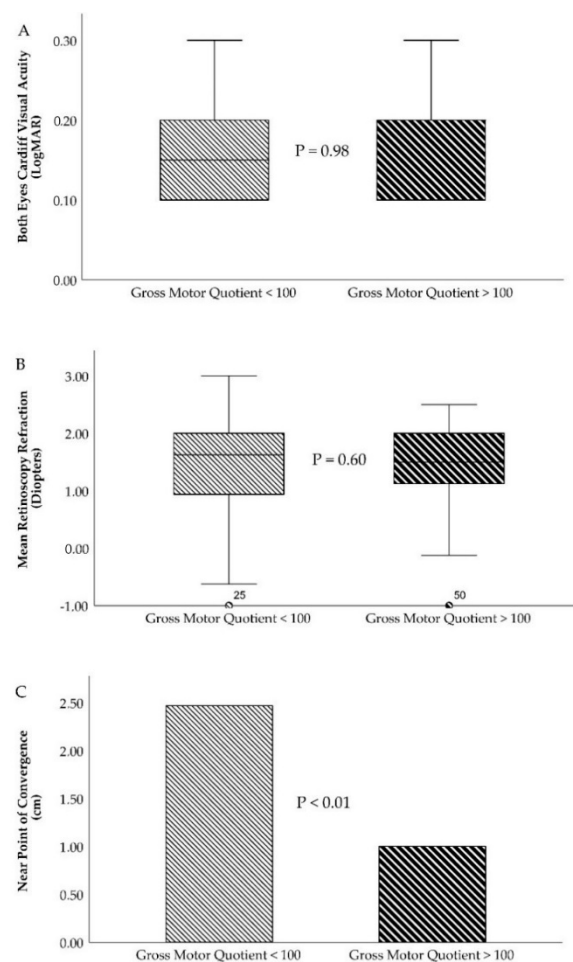 A
Both Eyes Cardiff Visual Acuity
(LogMAR)
0.30
0.20
0.10
0.00
P = 0.98
Gross Motor Quotient < 100
Gross Motor Quotient > 100
B
Mean Retinoscopy Refraction
(Diopters)
3.00
2.00
1.00
0.00
-1.00
P = 0.60
25
50
Gross Motor Quotient < 100
Gross Motor Quotient > 100
C
Near Point of Convergence
(cm)
2.50
2.00
1.50
1.00
0.50
0.00
P < 0.01
Gross Motor Quotient < 100
Gross Motor Quotient > 100